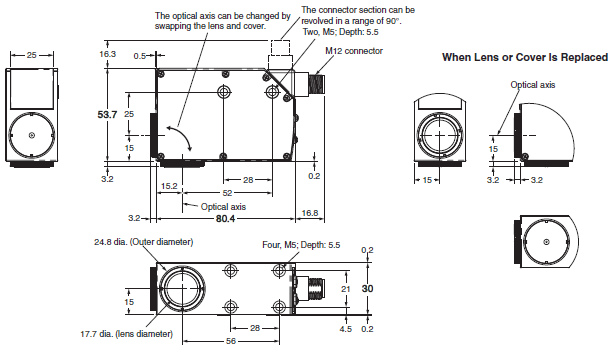 The optical axis can be changed by
swapping the lens and cover.
The connector section can be
revolved in a range of 90°.
Two, M5; Depth: 5.5
M12 connector
When Lens or Cover Is Replaced
Optical axis
25
16.3
0.5
53.7
25
15
3.2
15.2
28
52
0.2
Optical axis
3.2
80.4
16.8
15
15
3.2
3.2
24.8 dia. (Outer diameter)
Four, M5; Depth: 5.5
0.2
15
21
30
17.7 dia. (lens diameter)
28
56
4.5
0.2